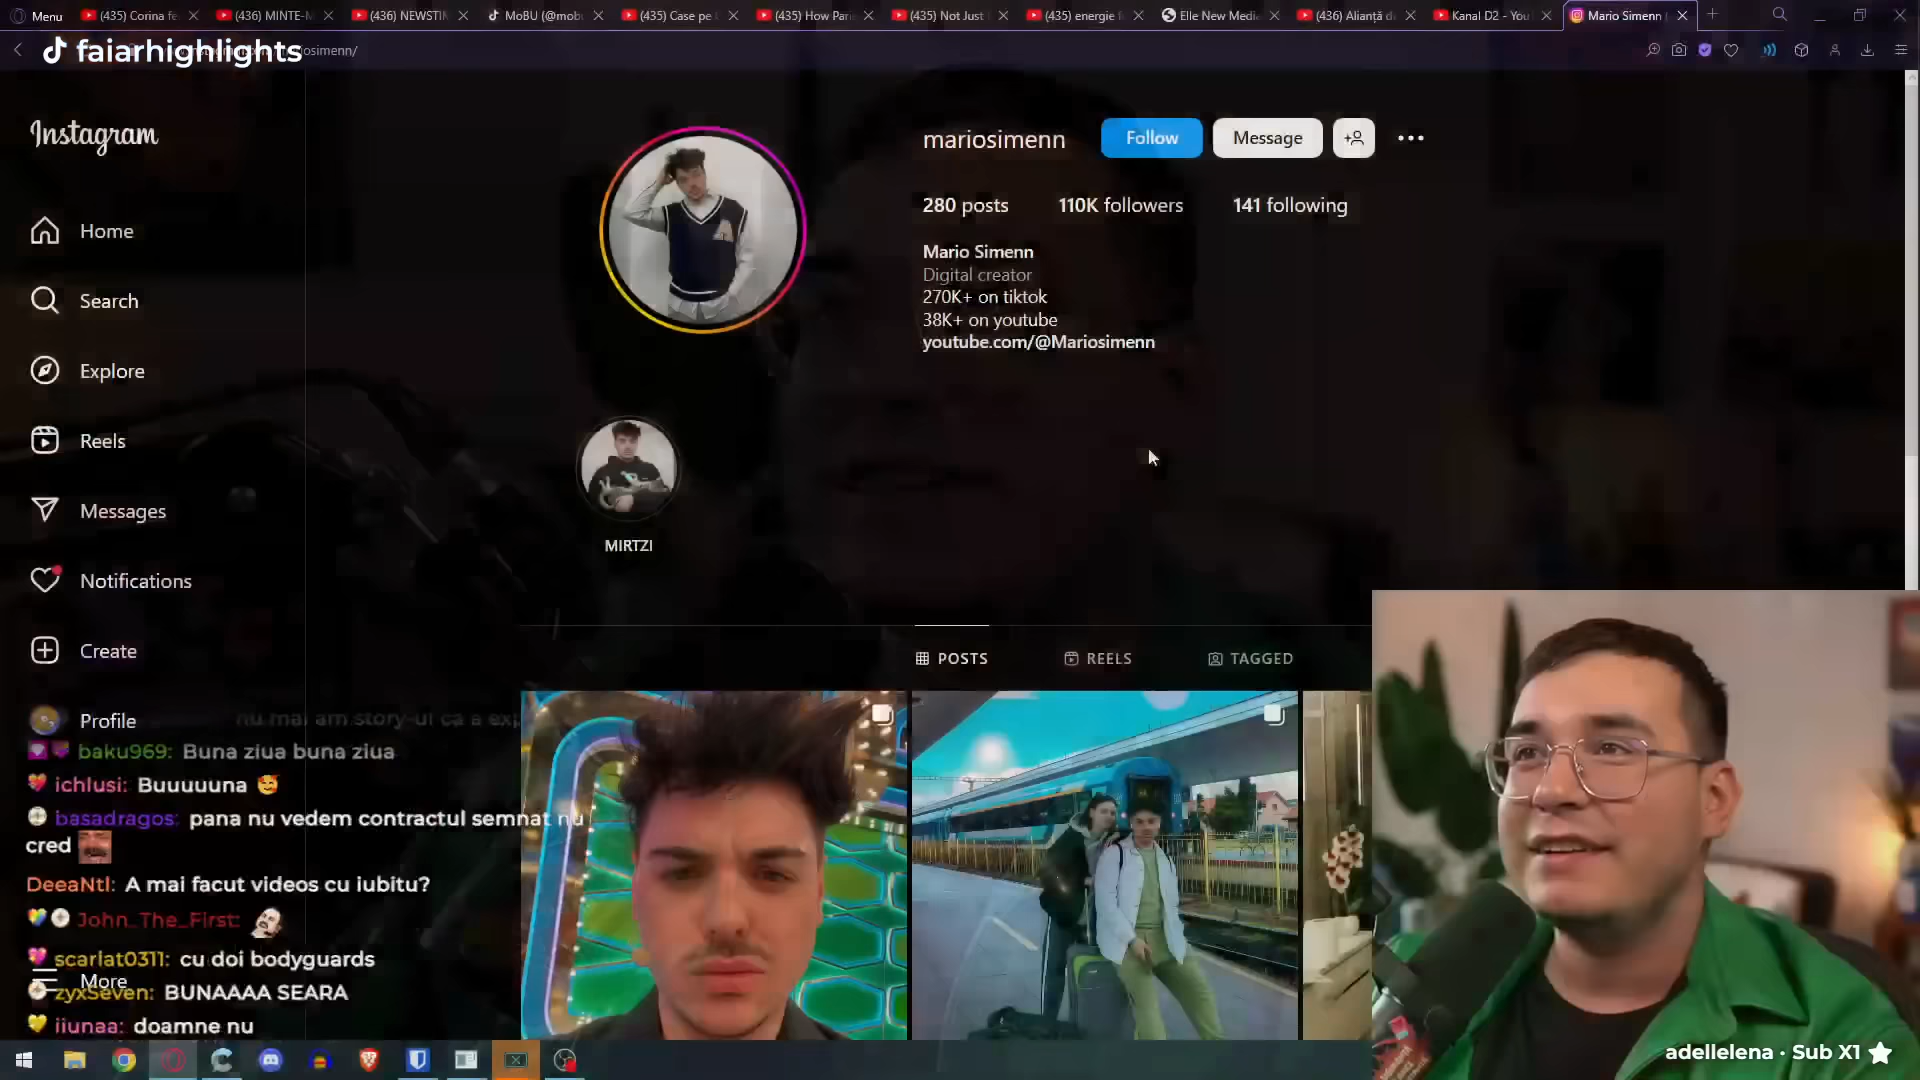 Menu
(435) Corina fe
(436) MINTE-M
(436) NEWSTI
MoBU (@mob
(435) Case pe
(435) How Pari
(435) Not Just
(435) energie
Elle New Medi
(436) Alianță d
Kanal D2 - You
Mario Simenn
faiarhighlights
osimenn/
Instagram
mariosimenn
Follow
Message
280 posts
110K followers
141 following
Mario Simenn
Digital creator
270K+ on tiktok
38K+ on youtube
youtube.com/@Mariosimenn
Home
Search
Explore
Reels
Messages
Notifications
Create
Profile
More
MIRTZI
POSTS
REELS
TAGGED
nu mai am story-ul ca a exp
baku969: Buna ziua buna ziua
ichlusi: Buuuuuna
basadragos: pana nu vedem contractul semnat nu
cred
DeeaNtl: A mai facut videos cu iubitu?
John_The_First:
scarlat0311: cu doi bodyguards
zyxSeven: BUNAAAA SEARA
iiunaa: doamne nu
A
adellelena · Sub X1